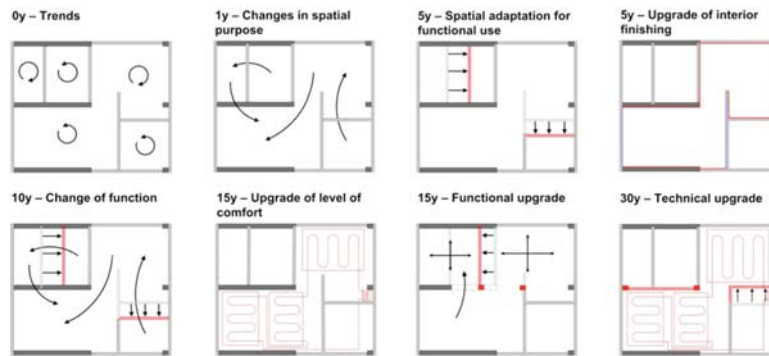 0y – Trends
1y – Changes in spatial
purpose
5y – Spatial adaptation for
functional use
5y – Upgrade of interior
finishing
10y – Change of function
15y – Upgrade of level of
comfort
15y – Functional upgrade
30y – Technical upgrade